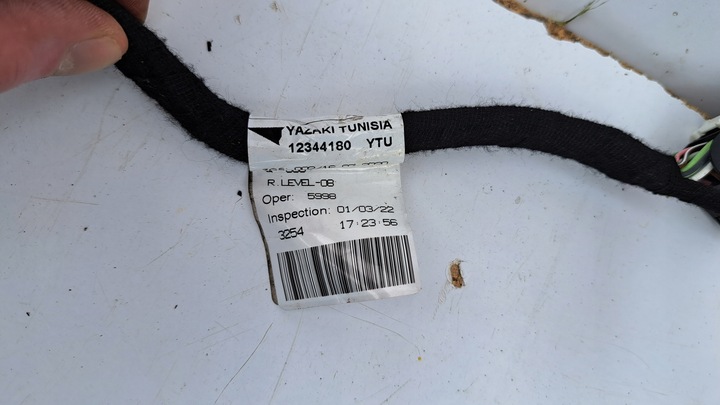 YAZAKI TUNISIA
12344180 YTU
R.LEVEL-08
Oper: 5998
Inspection: 01/03/22
3254 17:23:56